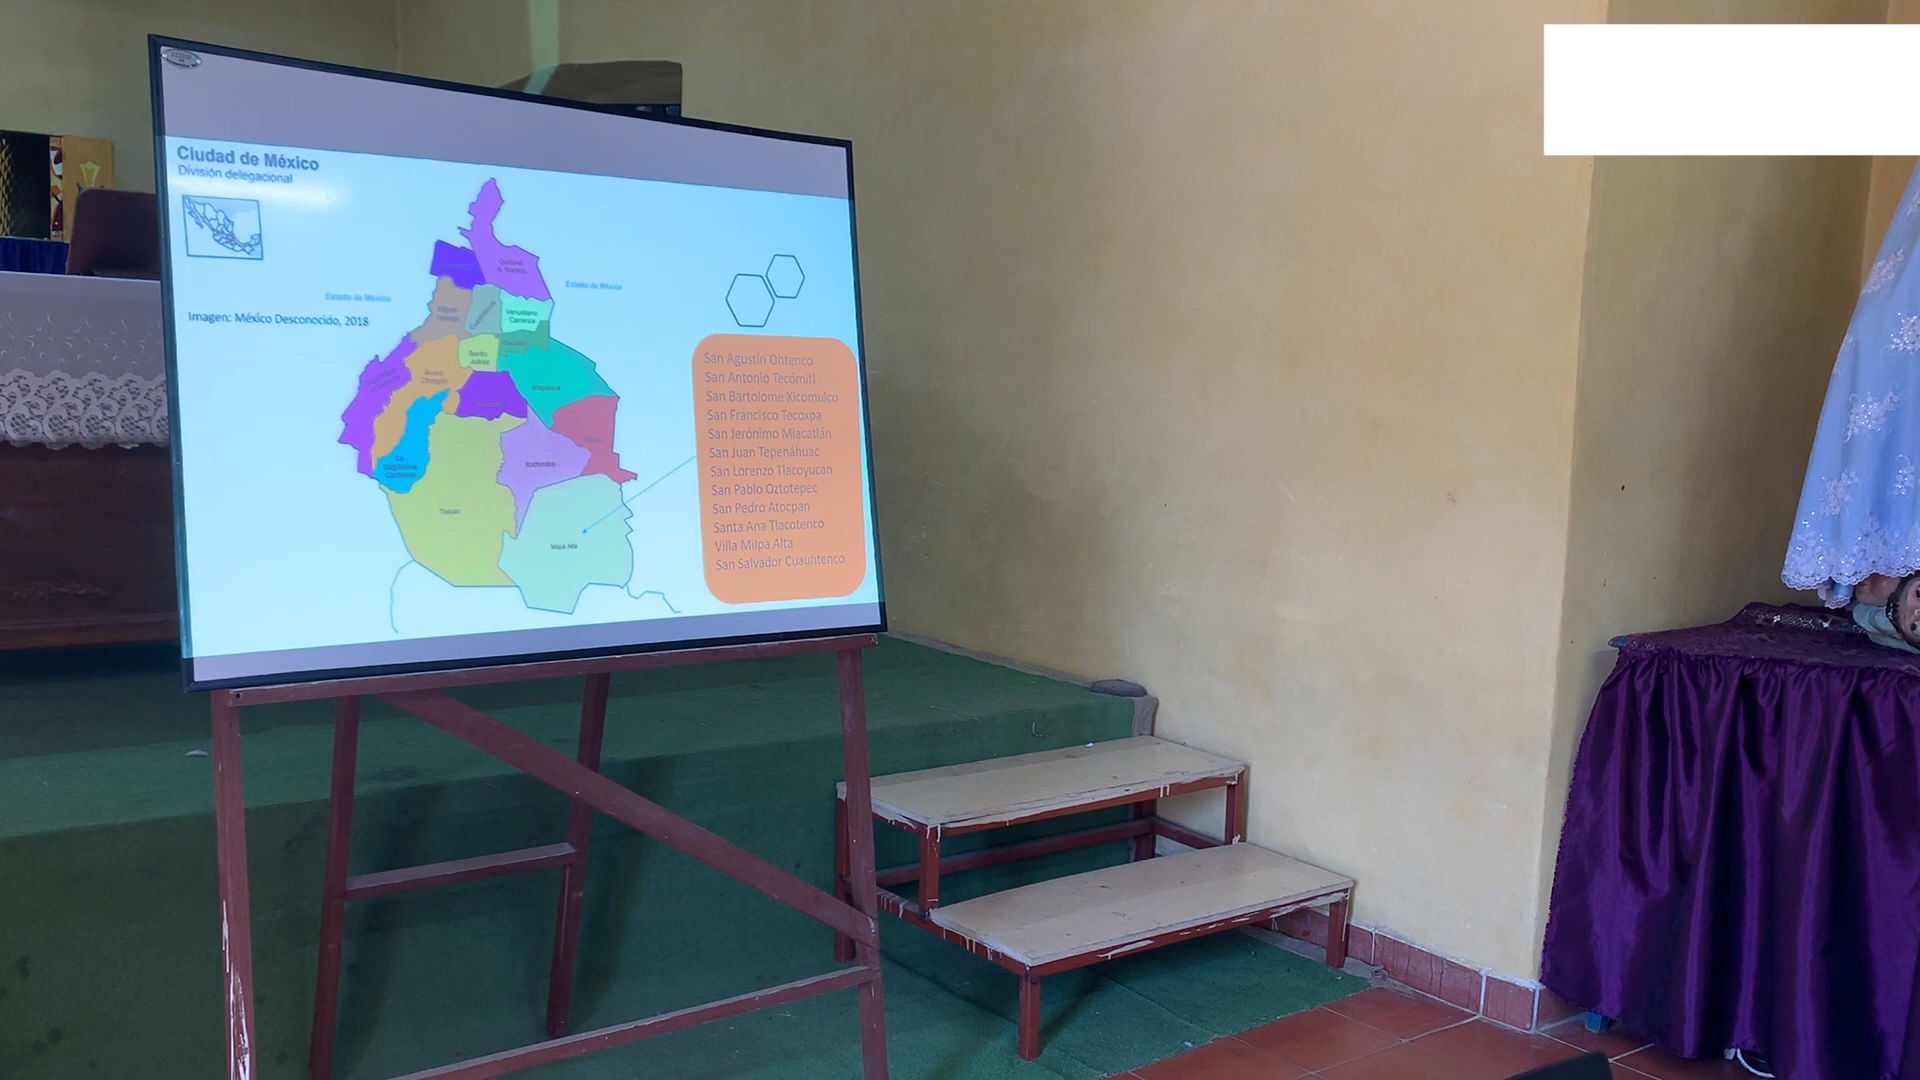 Ciudad de México
División delegacional
Estado de México
Estado de México
Imagen: México Desconocido, 2018
Gustavo
A. Madero
Miguel
Hidalgo
Cuauhtémoc
Venustiano
Carranza
Benito
Juárez
Álvaro
Obregón
Iztapalapa
La
Magdalena
Contreras
Xochimilco
Tlalpan
Milpa Alta
San Agustín Ohtenco
San Antonio Tecómitl
San Bartolomé Xicomulco
San Francisco Tecoxpa
San Jerónimo Miacatlán
San Juan Tepenáhuac
San Lorenzo Tlacoyucan
San Pablo Oztotepec
San Pedro Atocpan
Santa Ana Tlacotenco
Villa Milpa Alta
San Salvador Cuauhtenco